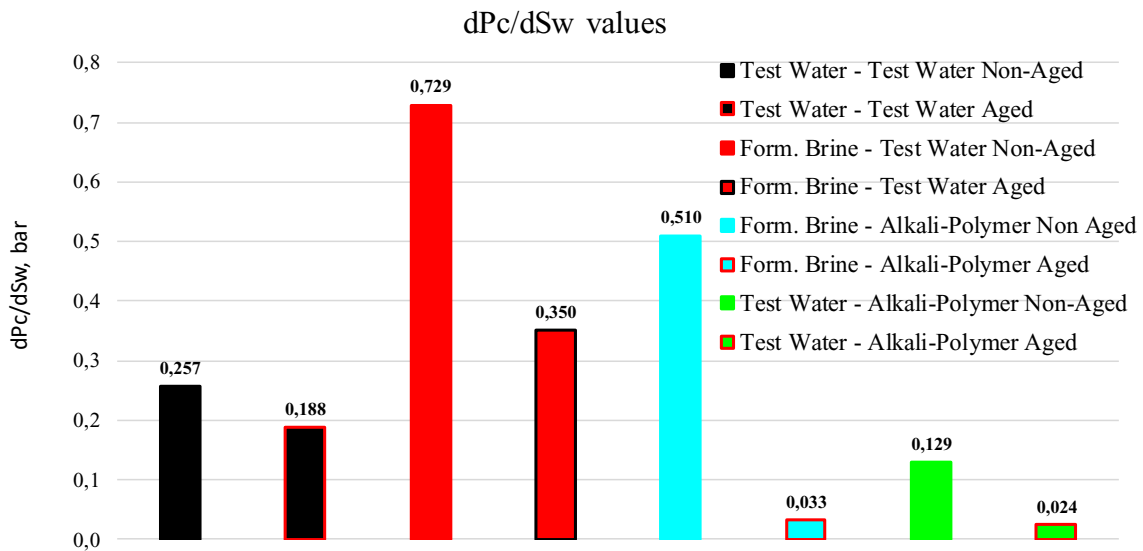 dPc/dSw values
dPc/dSw, bar
0,8
0,7
0,6
0,5
0,4
0,3
0,2
0,1
0,0
0,257
0,188
0,729
0,350
0,510
0,033
0,129
0,024
Test Water - Test Water Non-Aged
Test Water - Test Water Aged
Form. Brine - Test Water Non-Aged
Form. Brine - Test Water Aged
Form. Brine - Alkali-Polymer Non Aged
Form. Brine - Alkali-Polymer Aged
Test Water - Alkali-Polymer Non-Aged
Test Water - Alkali-Polymer Aged